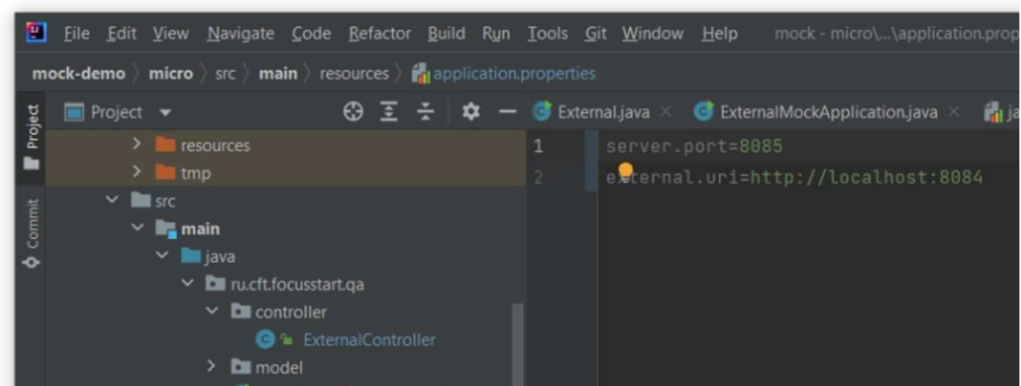 File Edit View Navigate Code Refactor Build Run Tools Git Window Help mock - micro\...\application.prop
mock-demo micro src main resources application.properties
Project
External.java ExternalMockApplication.java ja
Project
Commit
resources
tmp
src
main
java
ru.cft.focusstart.qa
controller
ExternalController
model
1 server.port=8085
2 external.uri=http://localhost:8084